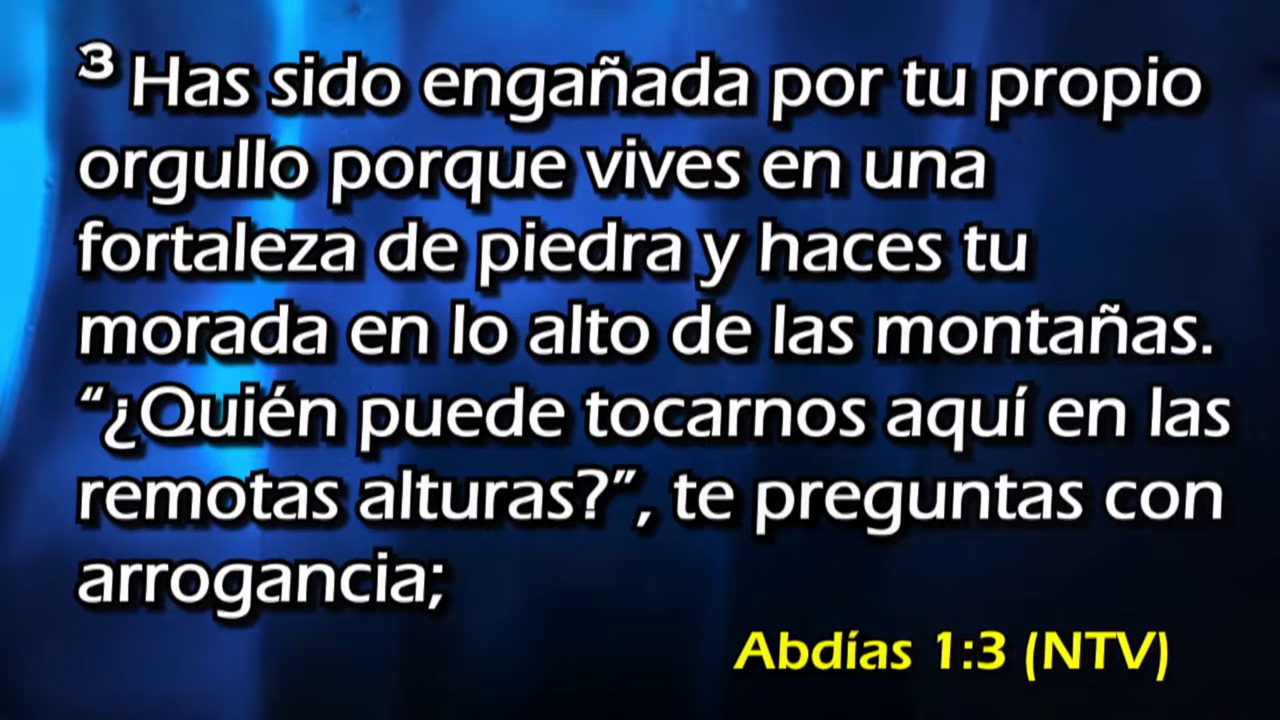 ³ Has sido engañada por tu propio
orgullo porque vives en una
fortaleza de piedra y haces tu
morada en lo alto de las montañas.
“¿Quién puede tocarnos aquí en las
remotas alturas?”, te preguntas con
arrogancia;
Abdías 1:3 (NTV)